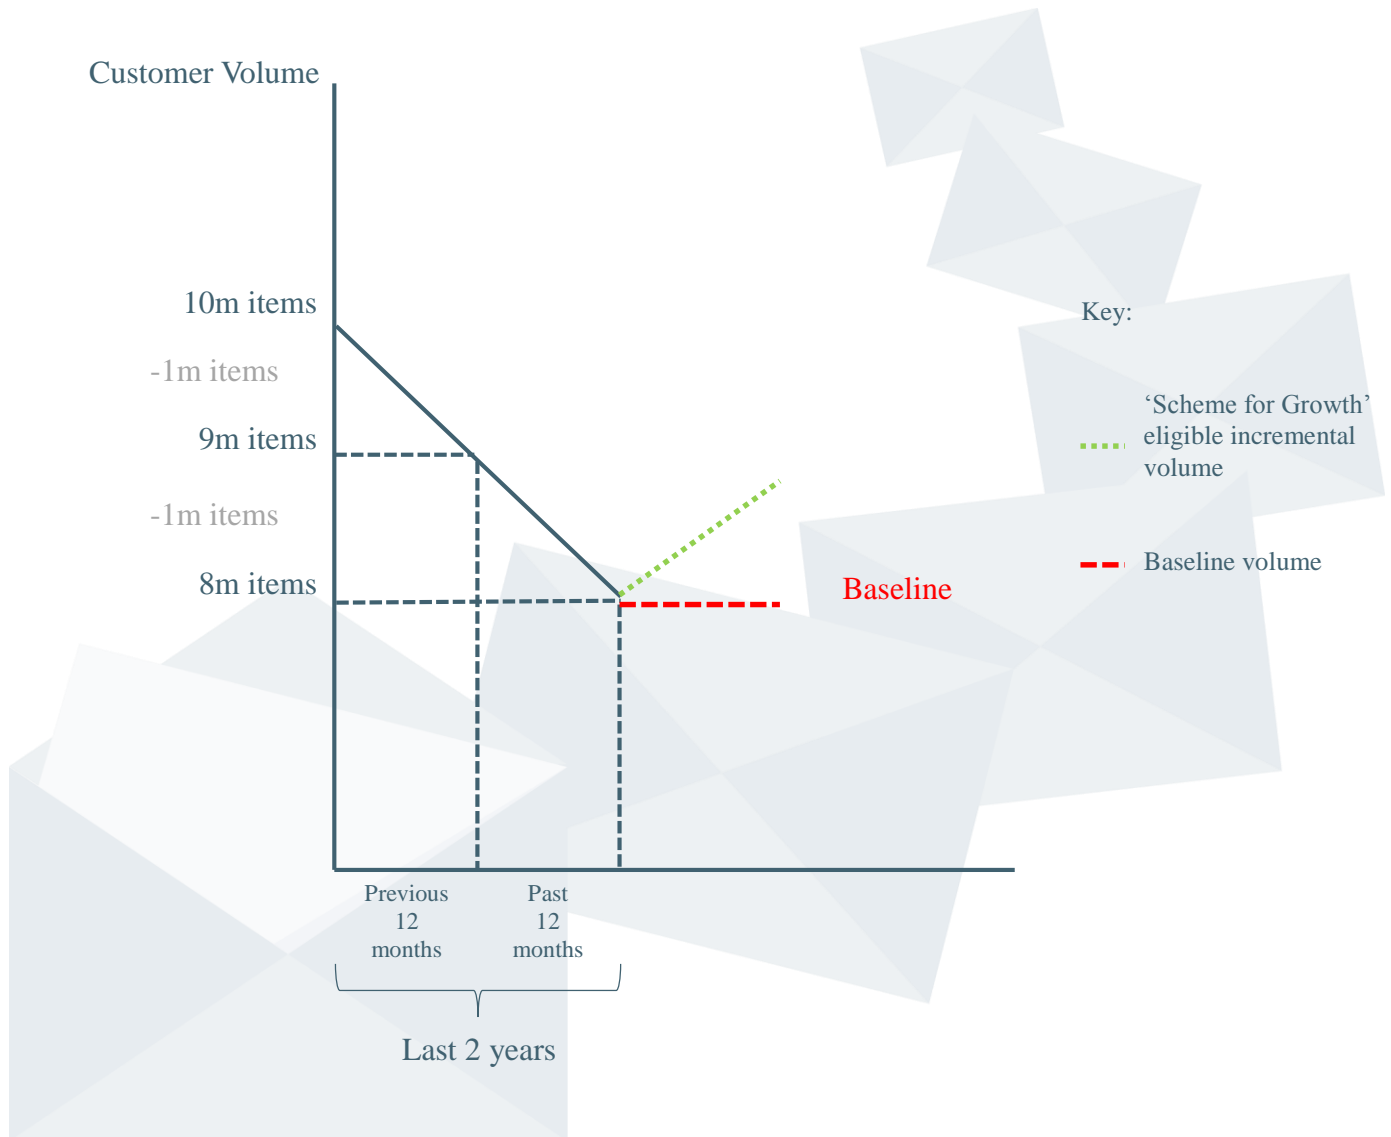 Customer Volume
10m items
-1m items
9m items
-1m items
8m items
Baseline
Key:
‘Scheme for Growth’
eligible incremental
volume
Baseline volume
Previous
12
months
Past
12
months
Last 2 years